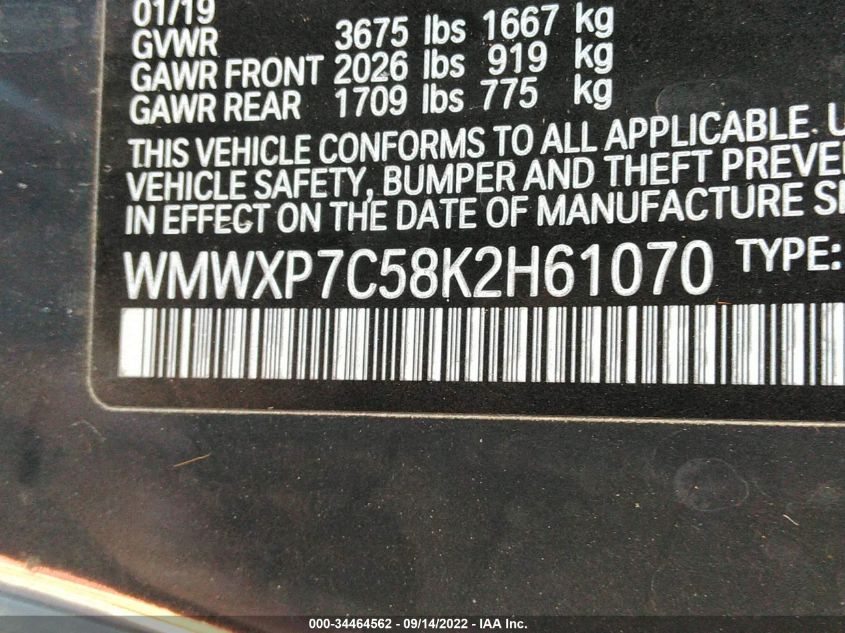 01/19
GVWR 3675 lbs 1667 kg
GAWR FRONT 2026 lbs 919 kg
GAWR REAR 1709 lbs 775 kg
THIS VEHICLE CONFORMS TO ALL APPLICABLE. U
VEHICLE SAFETY, BUMPER AND THEFT PREVE
IN EFFECT ON THE DATE OF MANUFACTURE S
WMWXP7C58K2H61070 TYPE:
000-34464562 - 09/14/2022 - IAA Inc.